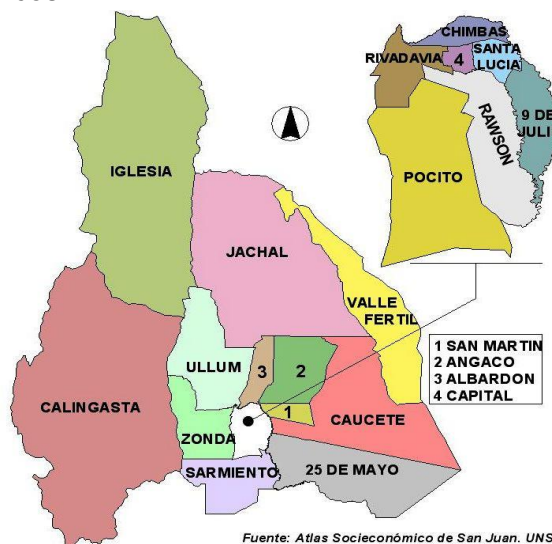 CHIMBAS
RIVADAVIA
4
SANTA
LUCIA
9 DE
JULI
RAWSON
POCITO
IGLESIA
JACHAL
VALLE
FERTIL
ULLUM
3
2
1
CALINGASTA
ZONDA
CAUCETE
SARMIENTO
25 DE MAYO
1 SAN MARTIN
2 ANGACO
3 ALBARDON
4 CAPITAL
Fuente: Atlas Socieconómico de San Juan. UNS